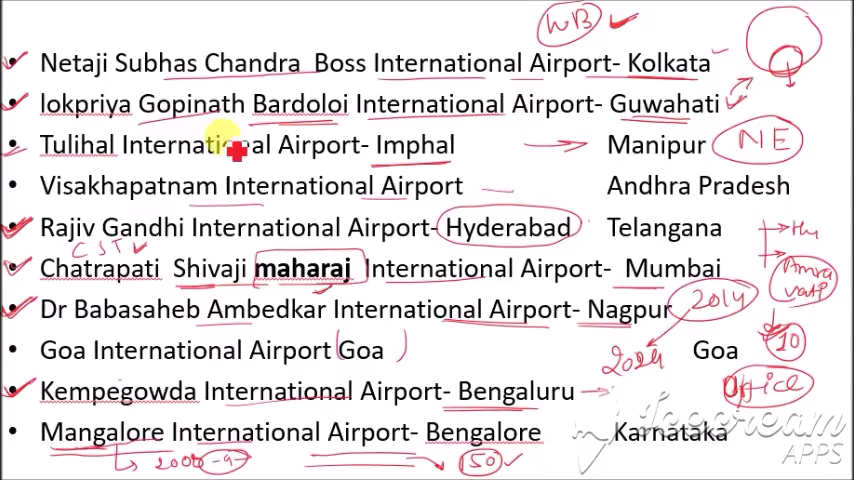 WB
Netaji Subhas Chandra Boss International Airport- Kolkata
lokpriya Gopinath Bardoloi International Airport- Guwahati
Tulihal International Airport- Imphal Manipur NE
Visakhapatnam International Airport Andhra Pradesh
Rajiv Gandhi International Airport- Hyderabad Telangana
CST
Chatrapati Shivaji maharaj International Airport- Mumbai
Amravati
Dr Babasaheb Ambedkar International Airport- Nagpur 2014
Goa International Airport (Goa) Goa 10
2024
Kempegowda International Airport- Bengaluru Office
Mangalore International Airport- Bengalore Karnataka
150
APPS